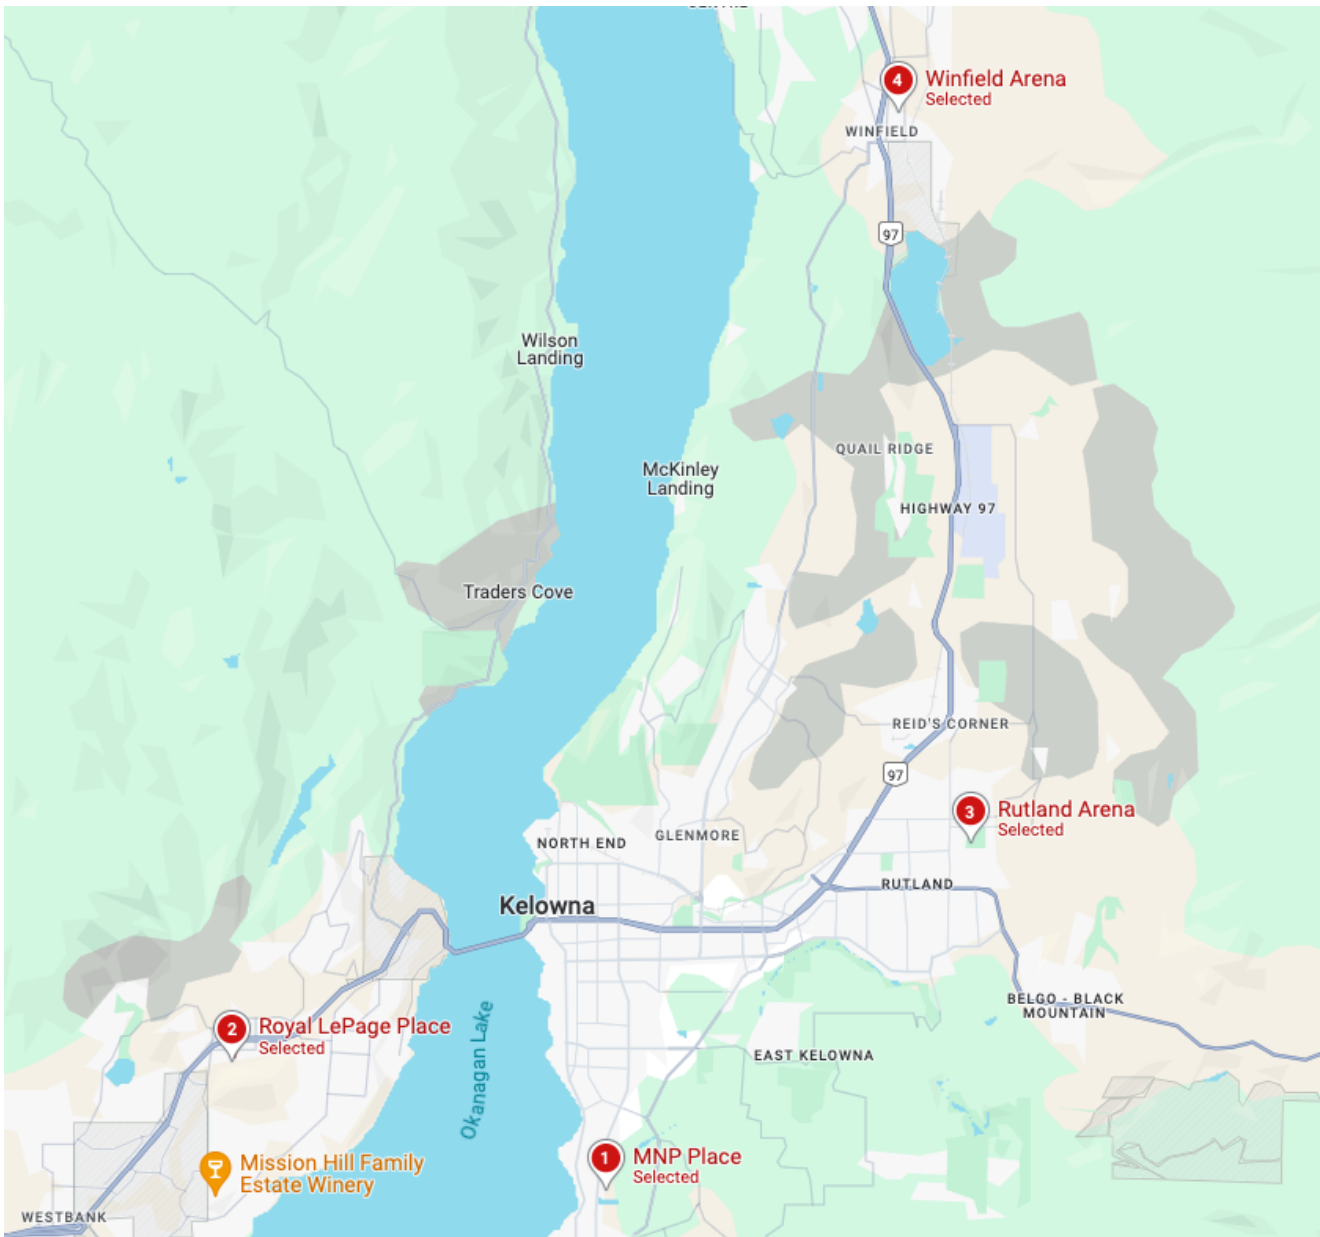 4
Winfield Arena
Selected
WINFIELD
97
Wilson
Landing
QUAIL RIDGE
McKinley
Landing
HIGHWAY 97
Traders Cove
REID'S CORNER
97
3
Rutland Arena
Selected
GLENMORE
NORTH END
RUTLAND
Kelowna
BELGO - BLACK
MOUNTAIN
2
Royal LePage Place
Selected
Okanagan Lake
EAST KELOWNA
1
MNP Place
Selected
Mission Hill Family
Estate Winery
WESTBANK